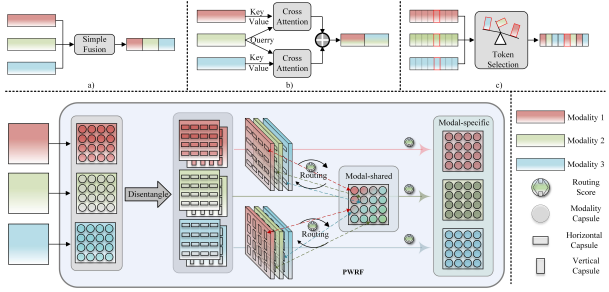 Simple
Fusion
a)
Key
Value
Querry
Key
Value
Cross
Attention
Cross
Attention
b)
Token
Selection
c)
Disentangle
Routing
Routing
Modal-shared
PWRF
Modal-specific
Modality 1
Modality 2
Modality 3
Routing
Score
Modality
Capsule
Horizontal
Capsule
Vertical
Capsule